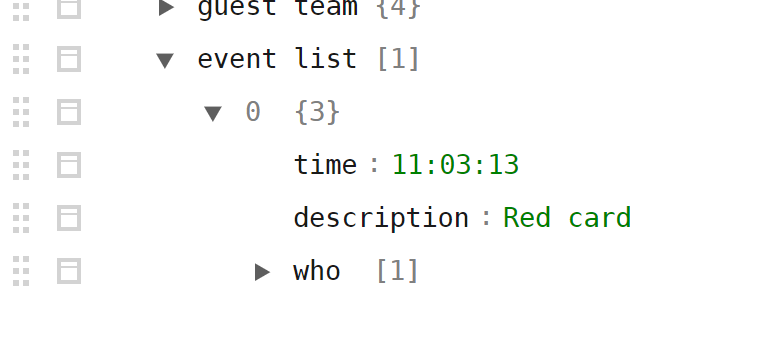 guest team {4}
event list [1]
0 {3}
time : 11:03:13
description : Red card
who [1]